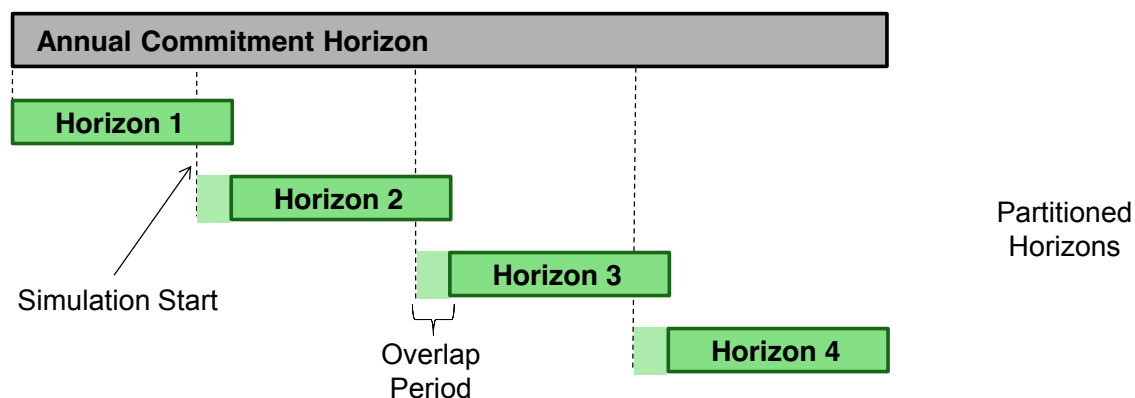 Annual Commitment Horizon
Horizon 1
Horizon 2
Partitioned
Horizons
Horizon 3
Simulation Start
Overlap
Period
Horizon 4